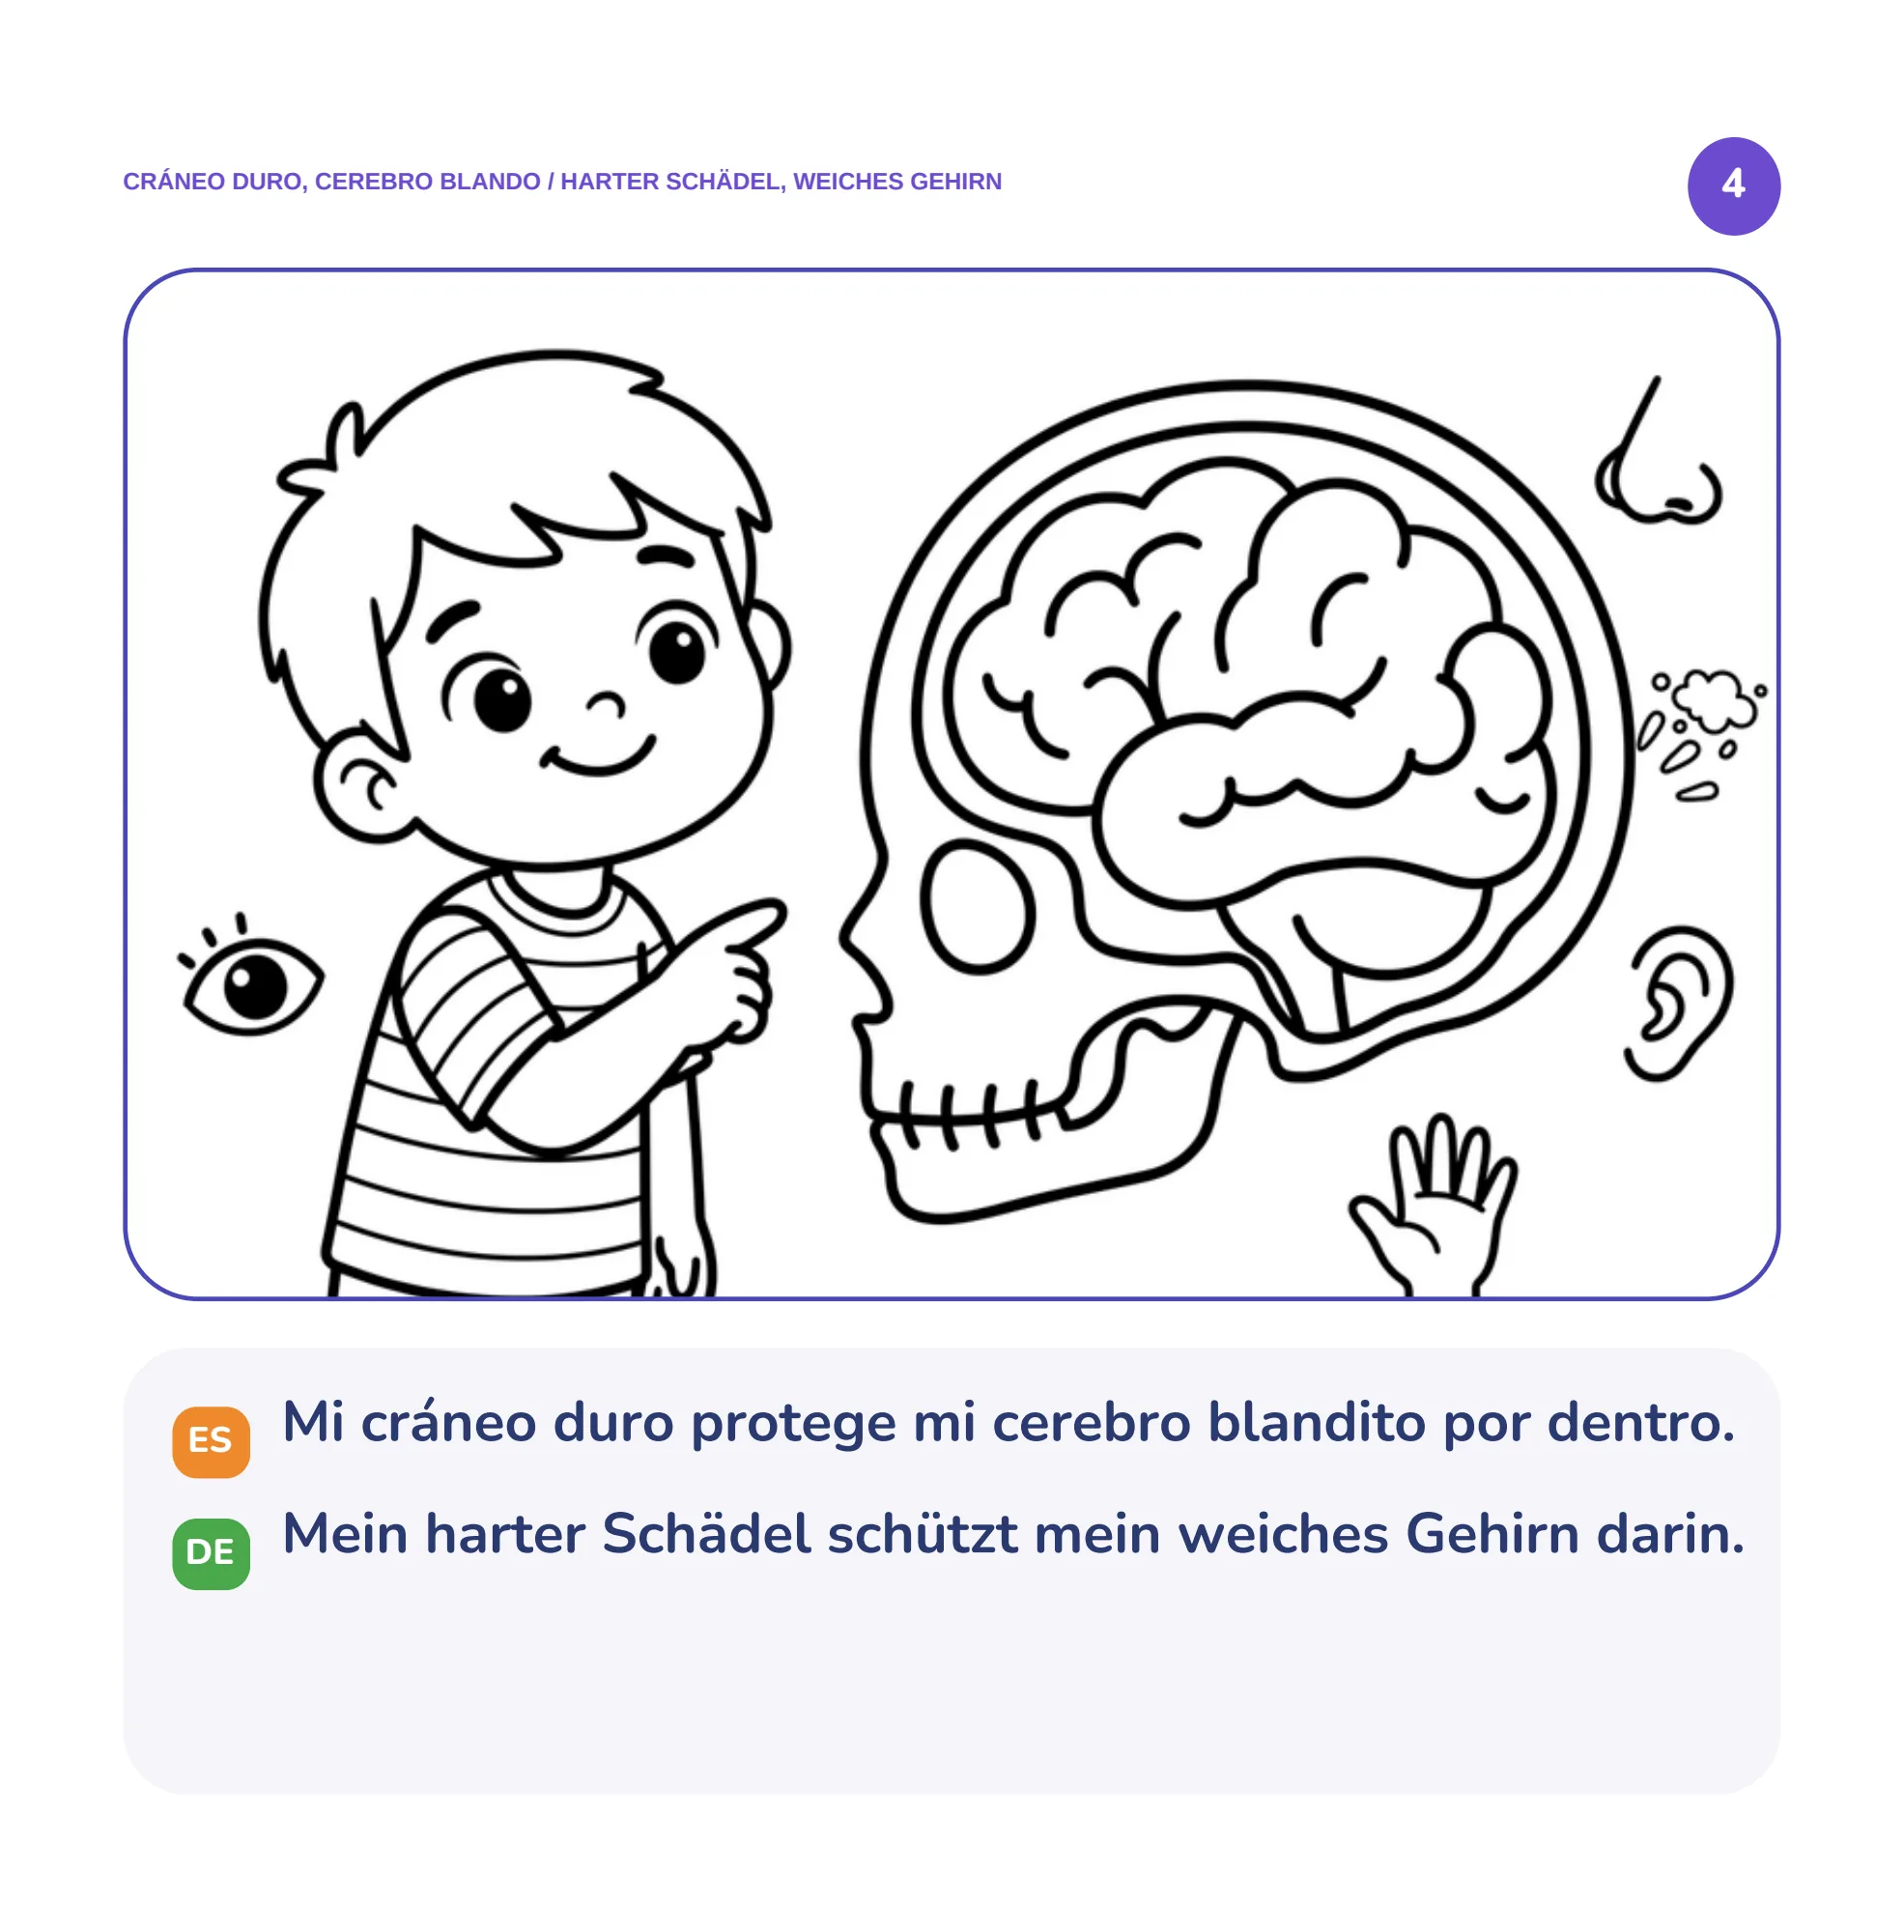 CRÁNEO DURO, CEREBRO BLANDO / HARTER SCHÄDEL, WEICHES GEHIRN
4
ES Mi cráneo duro protege mi cerebro blandito por dentro.
DE Mein harter Schädel schützt mein weiches Gehirn darin.